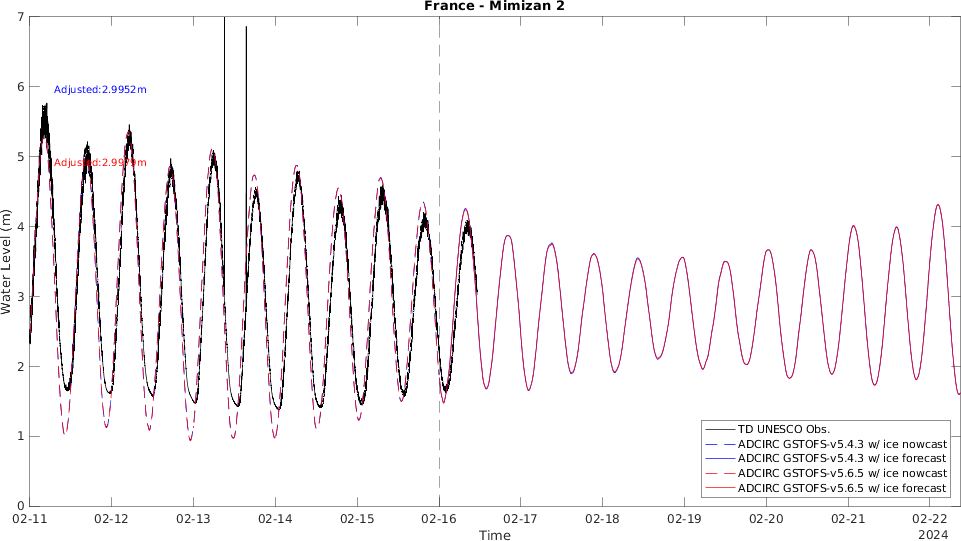 France - Mimizan 2
7
6
5
4
3
2
1
0
Water Level (m)
Adjusted:2.9952m
Adjusted:2.9979m
TD UNESCO Obs.
ADCIRC GSTOFS-v5.4.3 w/ ice nowcast
ADCIRC GSTOFS-v5.4.3 w/ ice forecast
ADCIRC GSTOFS-v5.6.5 w/ ice nowcast
ADCIRC GSTOFS-v5.6.5 w/ ice forecast
02-11 02-12 02-13 02-14 02-15 02-16 02-17 02-18 02-19 02-20 02-21 02-22
Time
2024